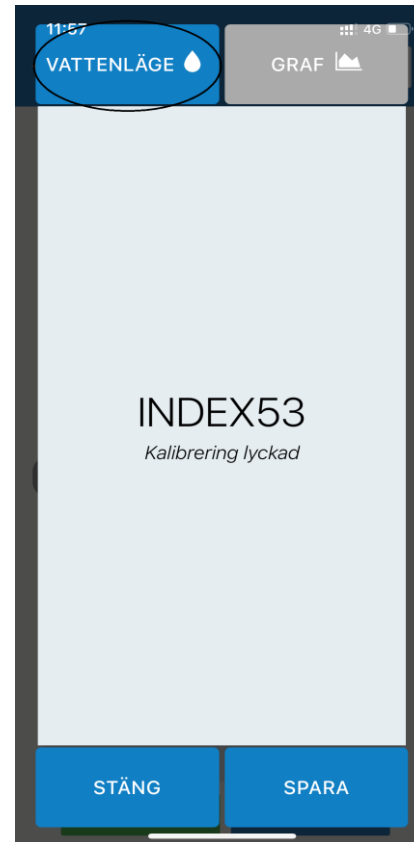 11:57
4G
VATTENLÄGE
GRAF
INDEX53
Kalibrering lyckad
STÄNG
SPARA